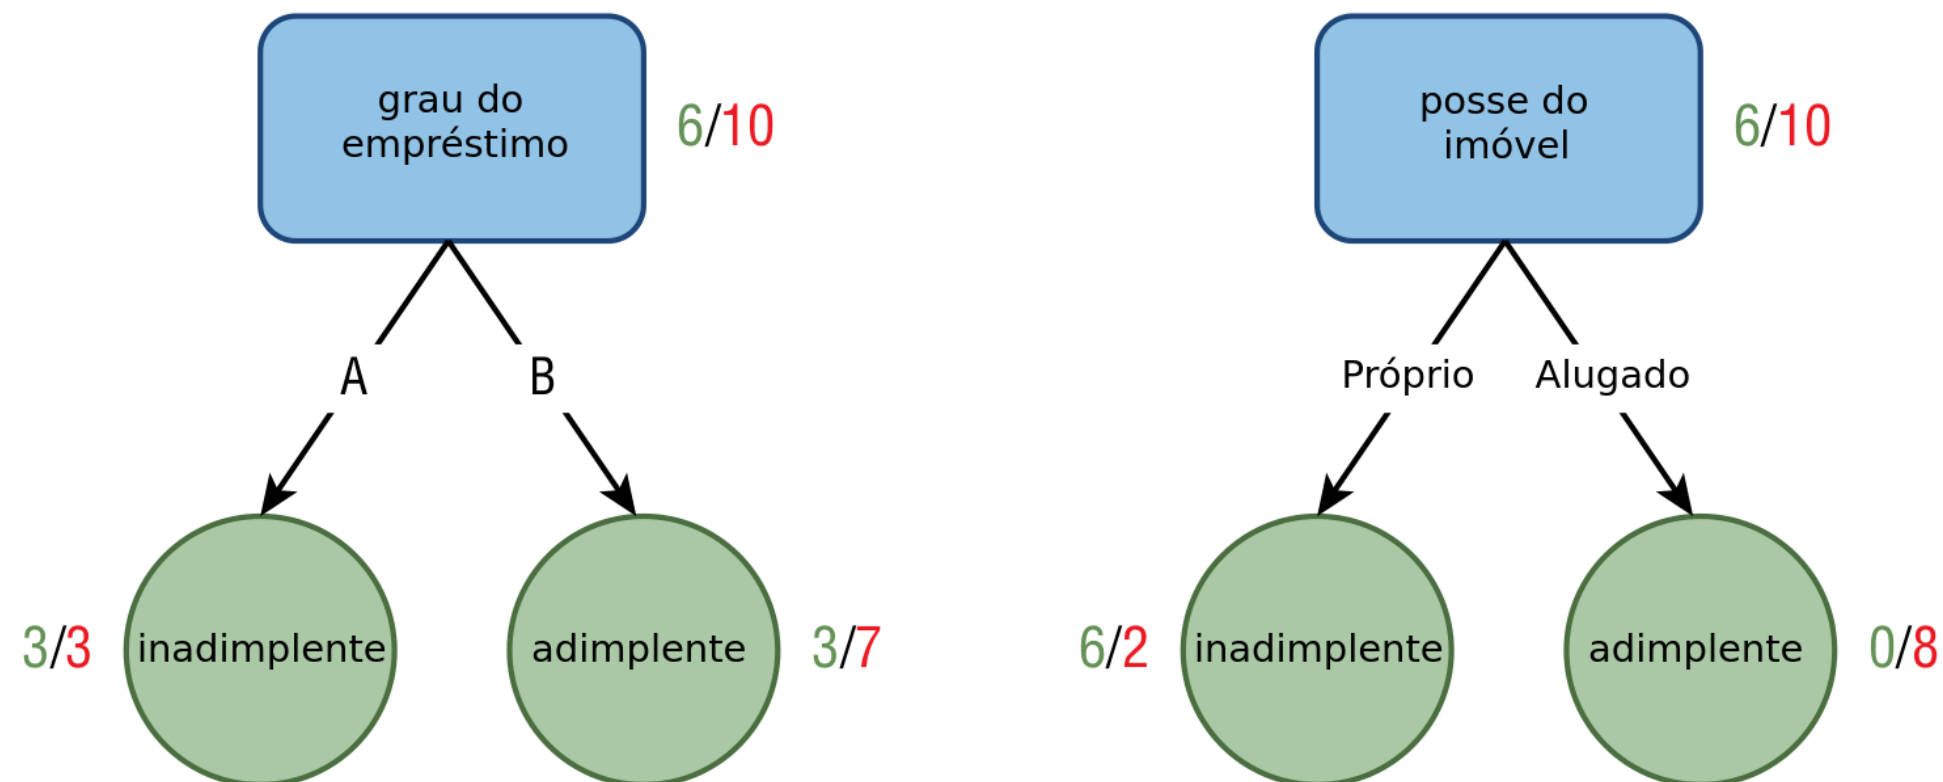 grau do
empréstimo
6/10
A
B
3/3
inadimplente
adimplente
3/7
posse do
imóvel
6/10
Próprio
Alugado
6/2
inadimplente
adimplente
0/8